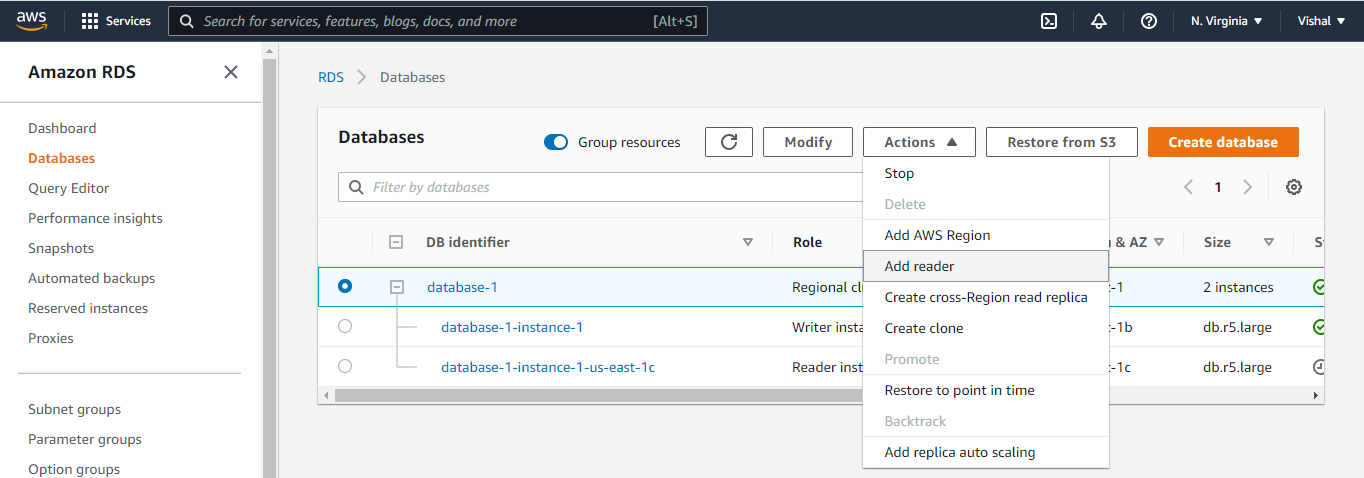 aws Services Search for services, features, blogs, docs, and more [Alt+S] N. Virginia Vishal
Amazon RDS
Dashboard
Databases
Query Editor
Performance insights
Snapshots
Automated backups
Reserved instances
Proxies
Subnet groups
Parameter groups
Option groups
RDS Databases
Databases Group resources Modify Actions Restore from S3 Create database
Filter by databases 1
DB identifier Role & AZ Size
database-1 Regional 2 instances
database-1-instance-1 Writer db.r5.large
database-1-instance-1-us-east-1c Reader db.r5.large
Stop
Delete
Add AWS Region
Add reader
Create cross-Region read replica
Create clone
Promote
Restore to point in time
Backtrack
Add replica auto scaling